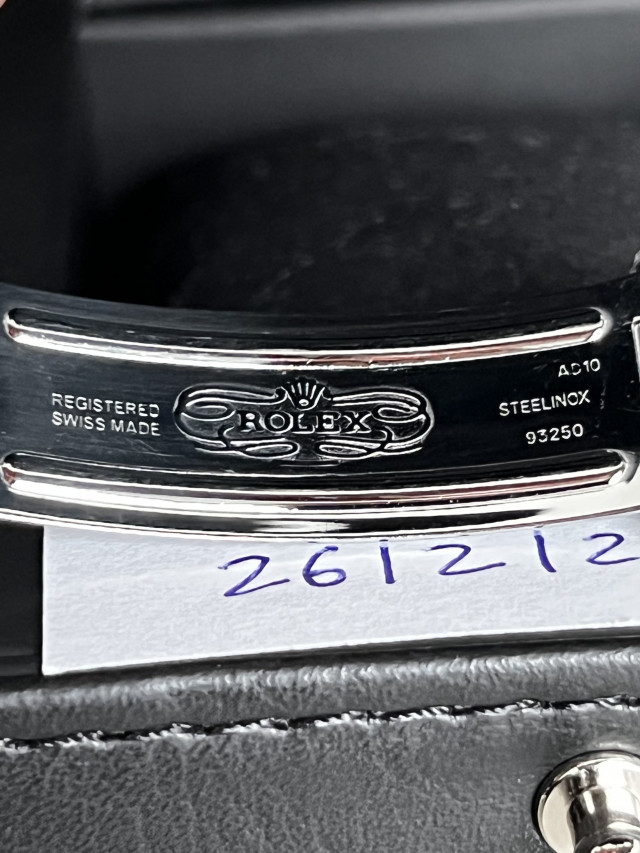 AD10
REGISTERED
SWISS MADE
ROLEX
STEELINOX
93250
261212